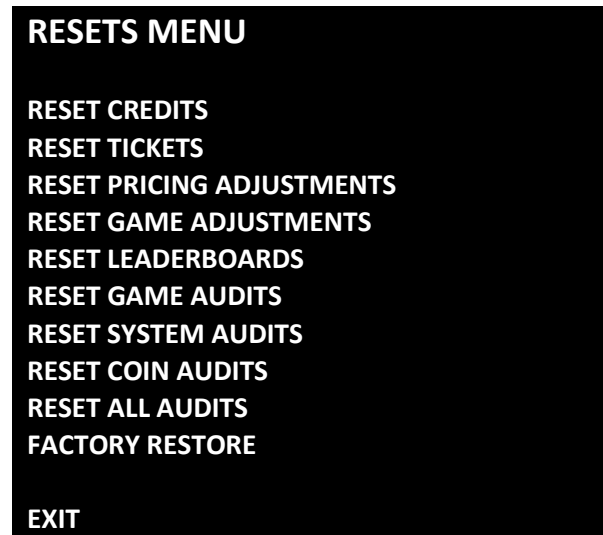 RESETS MENU
RESET CREDITS
RESET TICKETS
RESET PRICING ADJUSTMENTS
RESET GAME ADJUSTMENTS
RESET LEADERBOARDS
RESET GAME AUDITS
RESET SYSTEM AUDITS
RESET COIN AUDITS
RESET ALL AUDITS
FACTORY RESTORE
EXIT